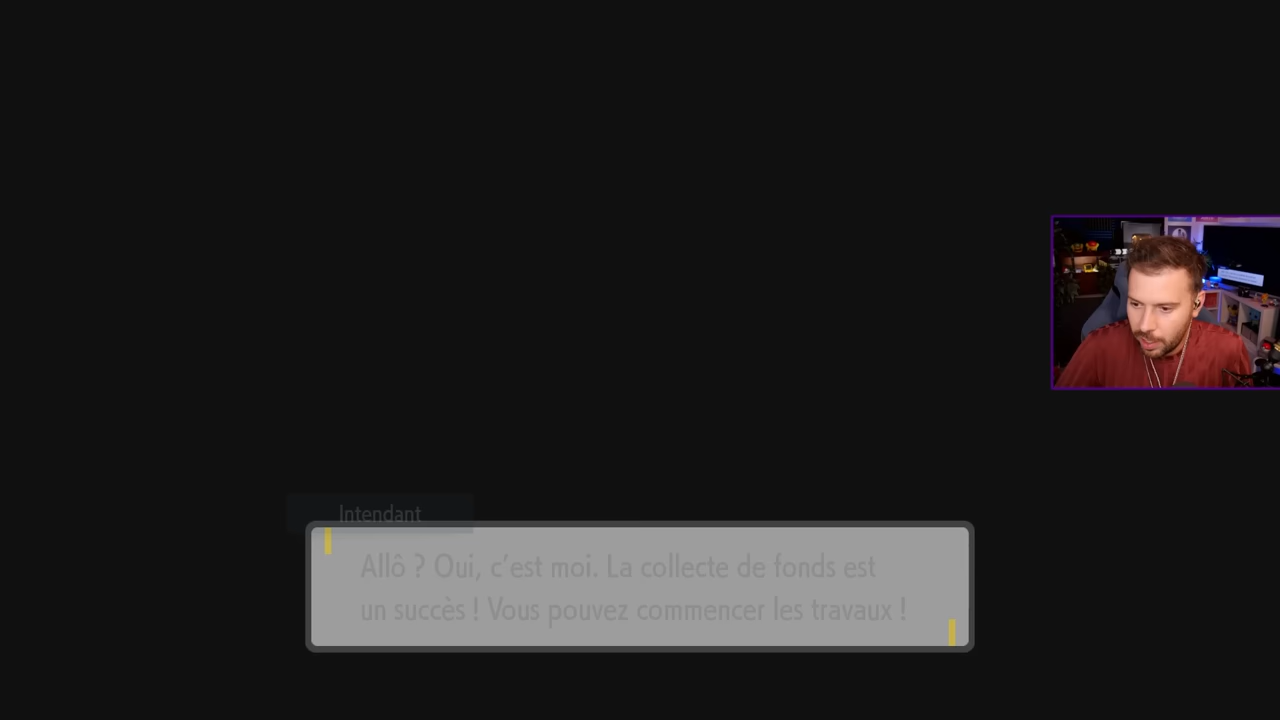 Intendant
Allô ? Oui, c'est moi. La collecte de fonds est
un succès ! Vous pouvez commencer les travaux !